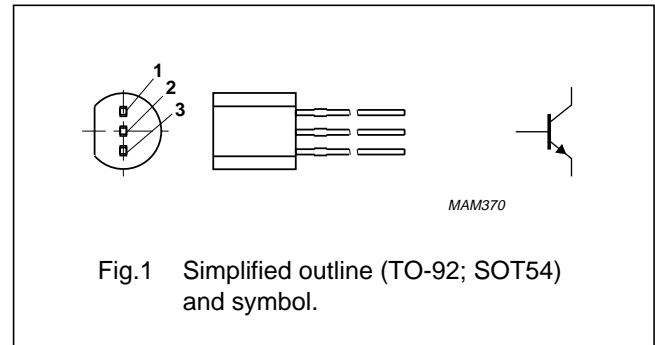 1
2
3
MAM370
Fig.1 Simplified outline (TO-92; SOT54)
and symbol.